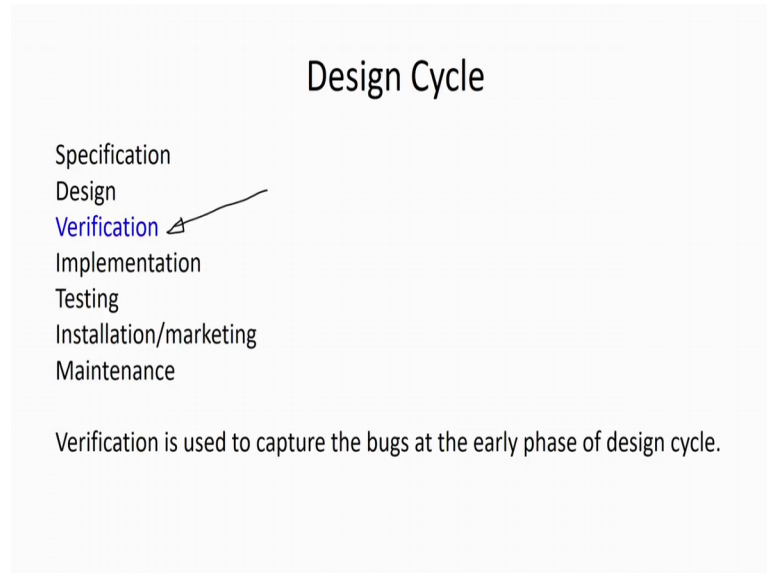 Design Cycle
Specification
Design
Verification
Implementation
Testing
Installation/marketing
Maintenance
Verification is used to capture the bugs at the early phase of design cycle.